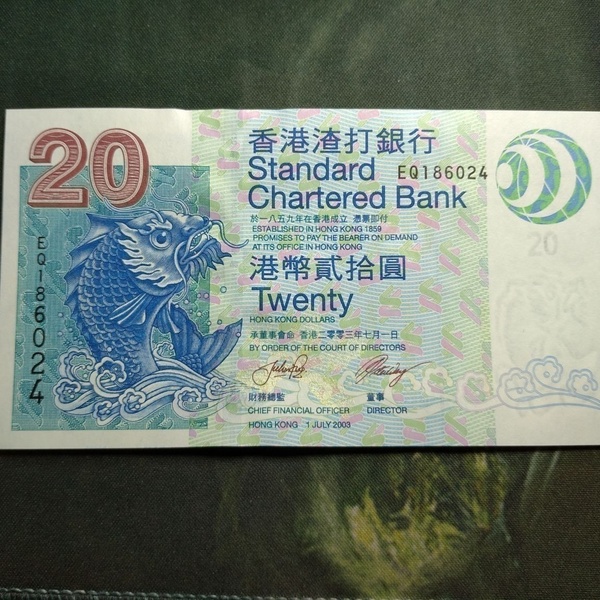 20
香港渣打銀行
Standard
Chartered Bank
EQ186024
於一八五九年在香港成立 憑票即付
ESTABLISHED IN HONG KONG 1859
PROMISES TO PAY THE BEARER ON DEMAND
AT ITS OFFICE IN HONG KONG
港幣貳拾圓
Twenty
HONG KONG DOLLARS
承董事會命 香港二零零三年七月一日
BY ORDER OF THE COURT OF DIRECTORS
財務總監 董事
CHIEF FINANCIAL OFFICER DIRECTOR
HONG KONG 1 JULY 2003
EQ186024
20